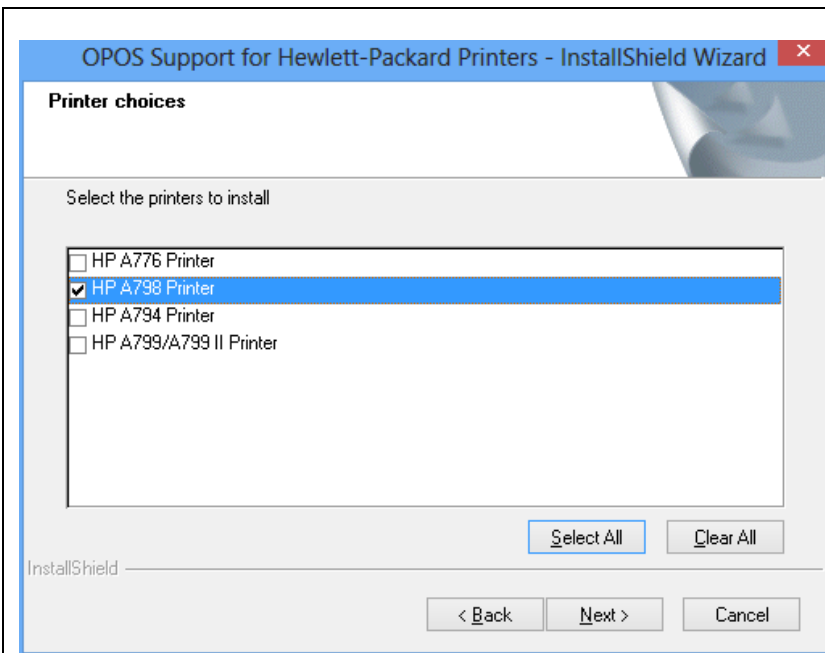 OPOS Support for Hewlett-Packard Printers - InstallShield Wizard
Printer choices
Select the printers to install
HP A776 Printer
HP A798 Printer
HP A794 Printer
HP A799/A799 II Printer
Select All Clear All
InstallShield
< Back Next > Cancel